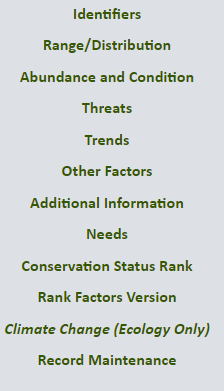 Identifiers
Range/Distribution
Abundance and Condition
Threats
Trends
Other Factors
Additional Information
Needs
Conservation Status Rank
Rank Factors Version
Climate Change (Ecology Only)
Record Maintenance